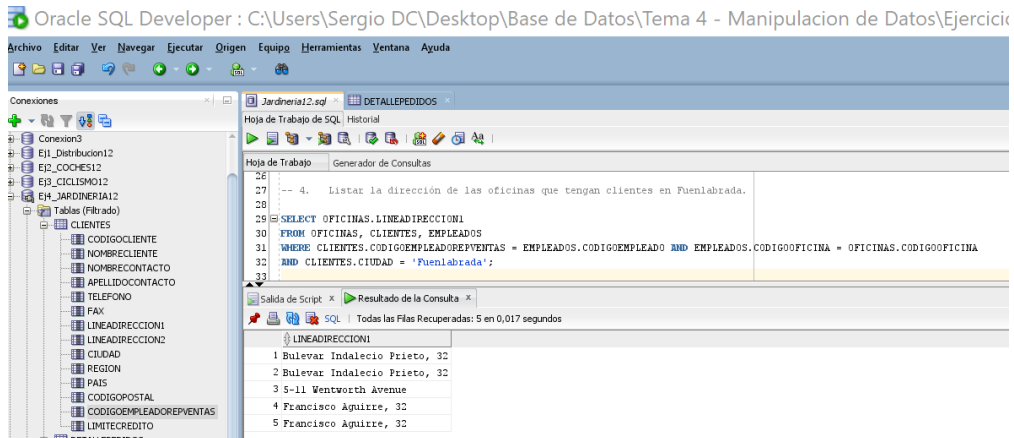 Oracle SQL Developer : C:\Users\Sergio DC\Desktop\Base de Datos\Tema 4 - Manipulacion de Datos\Ejercicio
Archivo Editar Ver Navegar Ejecutar Origen Equipo Herramientas Ventana Ayuda
Conexiones
Jardineria12.sql
DETALLEPEDIDOS
Hoja de Trabajo de SQL Historial
Conexion3
Ej1_Distribucion12
Ej2_COCHES12
Ej3_CICLISMO12
Ej4_JARDINERIA12
Tablas (Filtrado)
CLIENTES
CODIGOCLIENTE
NOMBRECLIENTE
NOMBRECONTACTO
APELLIDOCONTACTO
TELEFONO
FAX
LINEADIRECCION1
LINEADIRECCION2
CIUDAD
REGION
PAIS
CODIGOPOSTAL
CODIGOEMPLEADOREPVENTAS
LIMITECREDITO
Hoja de Trabajo Generador de Consultas
26
27 -- 4. Listar la dirección de las oficinas que tengan clientes en Fuenlabrada.
28
29 SELECT OFICINAS.LINEADIRECCION1
30 FROM OFICINAS, CLIENTES, EMPLEADOS
31 WHERE CLIENTES.CODIGOEMPLEADOREPVENTAS = EMPLEADOS.CODIGOEMPLEADO AND EMPLEADOS.CODIGOOFICINA = OFICINAS.CODIGOOFICINA
32 AND CLIENTES.CIUDAD = 'Fuenlabrada';
33
Salida de Script x Resultado de la Consulta x
SQL | Todas las Filas Recuperadas: 5 en 0,017 segundos
LINEADIRECCION1
1 Bulevar Indalecio Prieto, 32
2 Bulevar Indalecio Prieto, 32
3 5-11 Wentworth Avenue
4 Francisco Aguirre, 32
5 Francisco Aguirre, 32